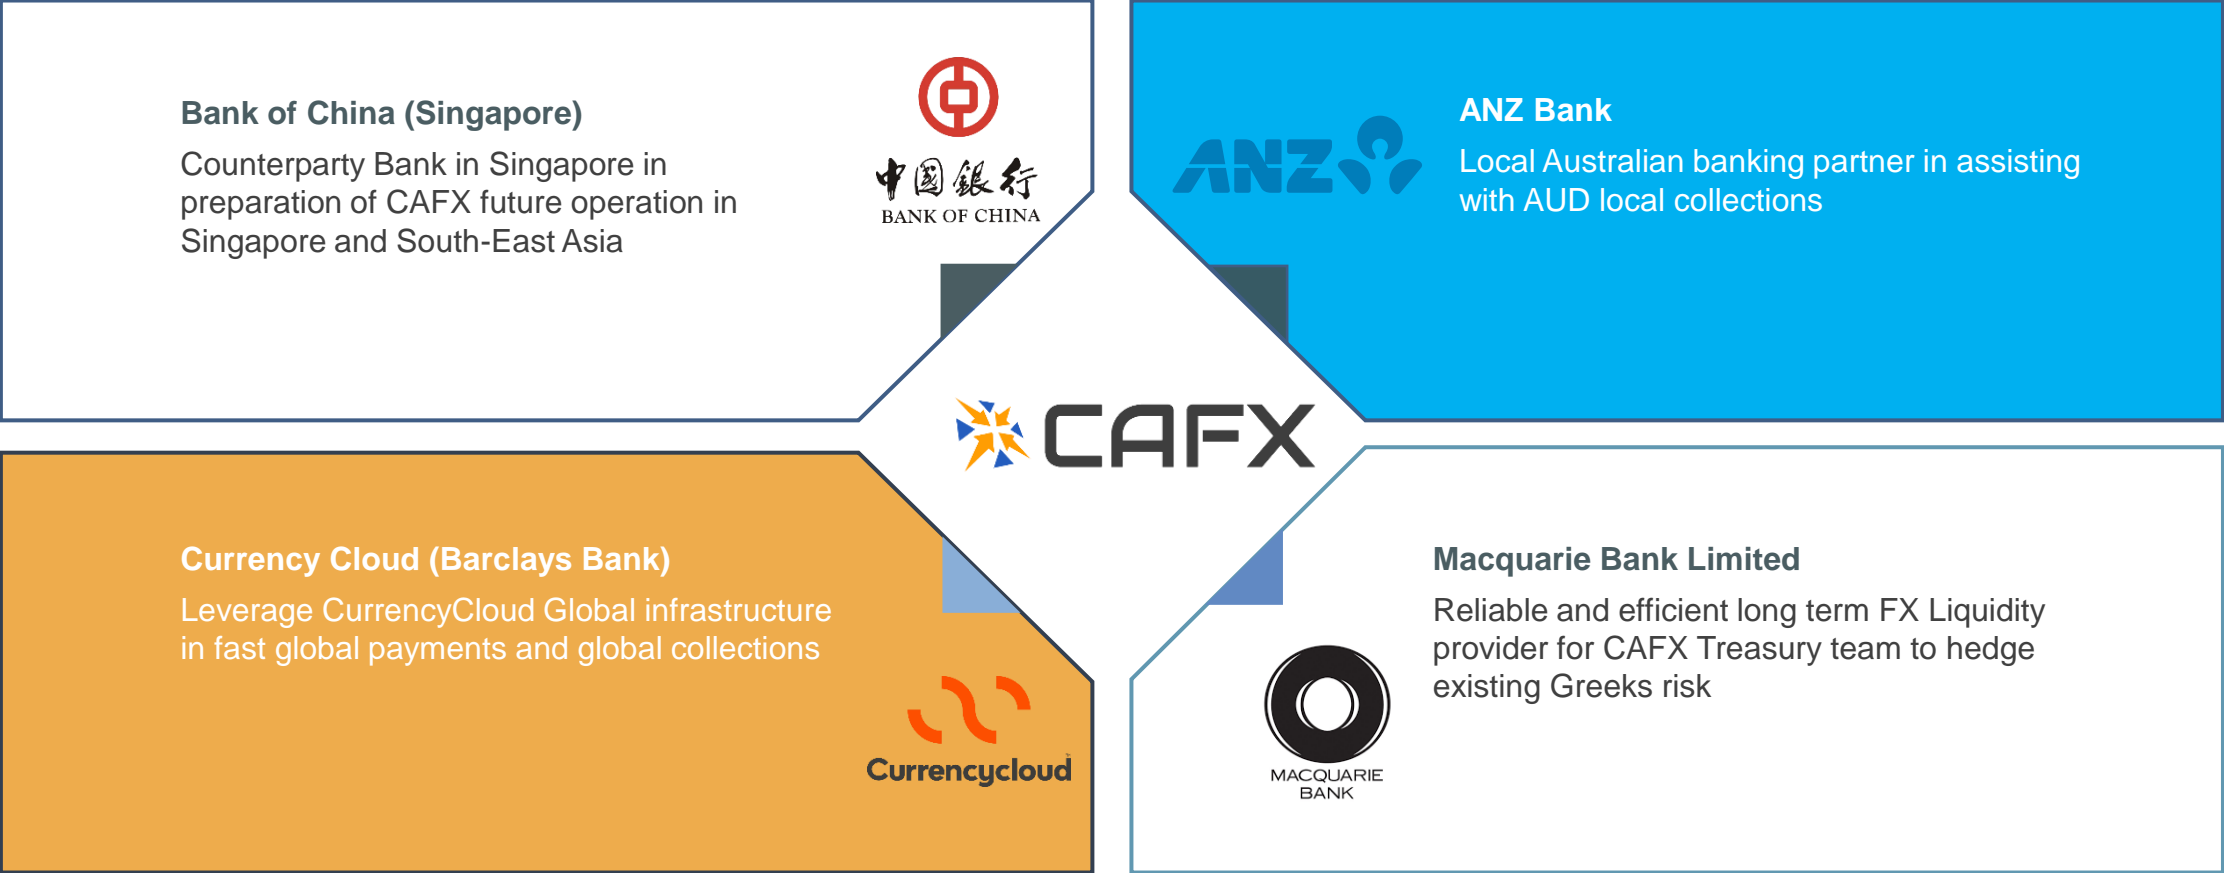 Bank of China (Singapore)
Counterparty Bank in Singapore in
preparation of CAFX future operation in
Singapore and South-East Asia
中國銀行
BANK OF CHINA
ANZ
ANZ Bank
Local Australian banking partner in assisting
with AUD local collections
CAFX
Currency Cloud (Barclays Bank)
Leverage CurrencyCloud Global infrastructure
in fast global payments and global collections
Currencycloud
Macquarie Bank Limited
Reliable and efficient long term FX Liquidity
provider for CAFX Treasury team to hedge
existing Greeks risk
MACQUARIE
BANK